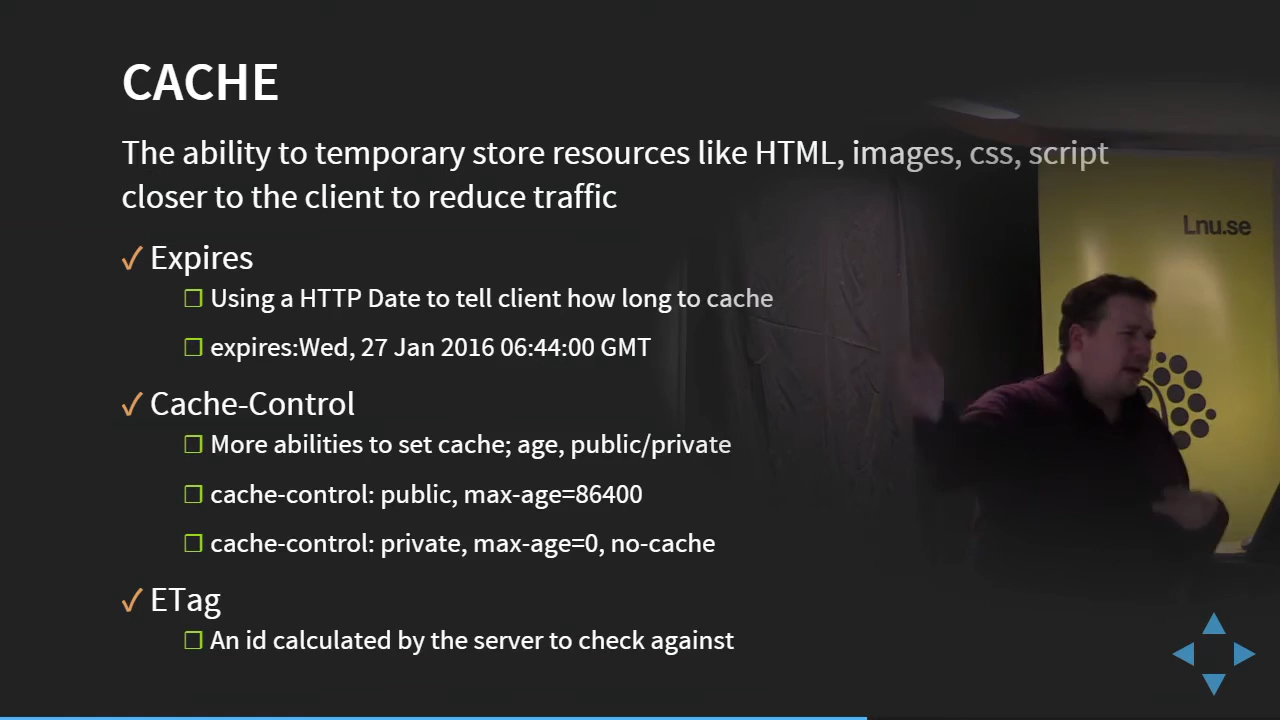 CACHE
The ability to temporary store resources like HTML, images, css, script
closer to the client to reduce traffic
Lnu.se
✓ Expires
❐ Using a HTTP Date to tell client how long to cache
❐ expires:Wed, 27 Jan 2016 06:44:00 GMT
✓ Cache-Control
❐ More abilities to set cache; age, public/private
❐ cache-control: public, max-age=86400
❐ cache-control: private, max-age=0, no-cache
✓ ETag
❐ An id calculated by the server to check against